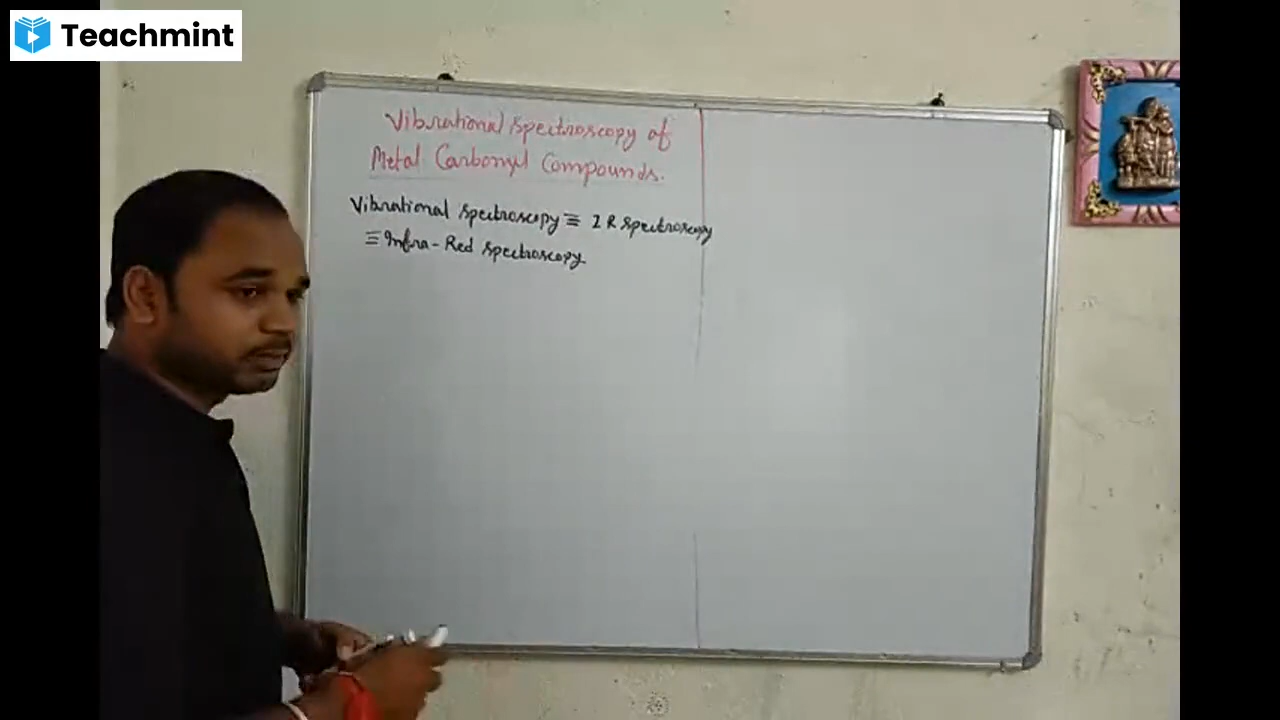 Teachmint
Vibrational Spectroscopy of
Metal Carbonyl Compounds.
Vibrational Spectroscopy ≡ IR Spectroscopy
≡ Infra-Red Spectroscopy